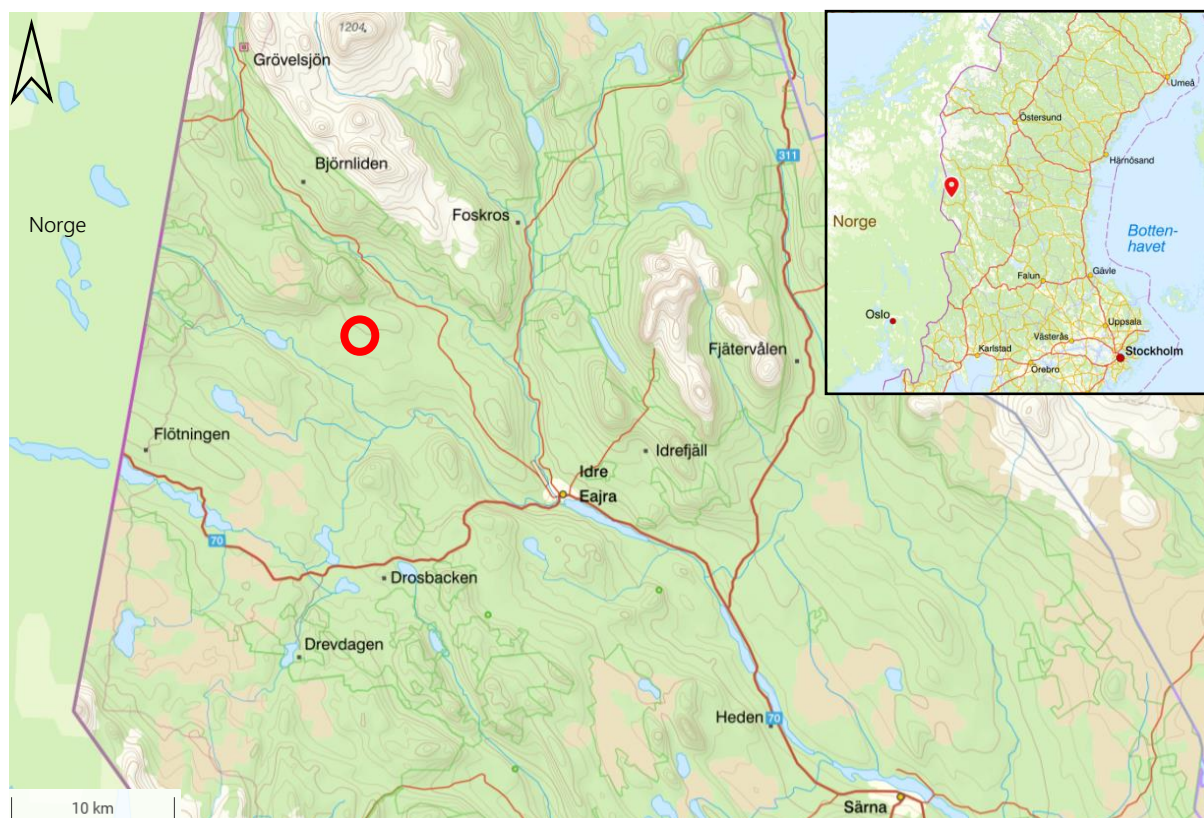 1204
Grövelsjön
Björnliden
Norge
Foskros
311
Fjätervålen
Flötningen
Idrefjäll
Idre
Eajra
70
Drosbacken
Drevdagen
Heden
70
Särna
10 km
Umeå
Östersund
Härnösand
Norge
Botten-
havet
Falun
Gävle
Oslo
Uppsala
Västerås
Karlstad
Stockholm
Örebro